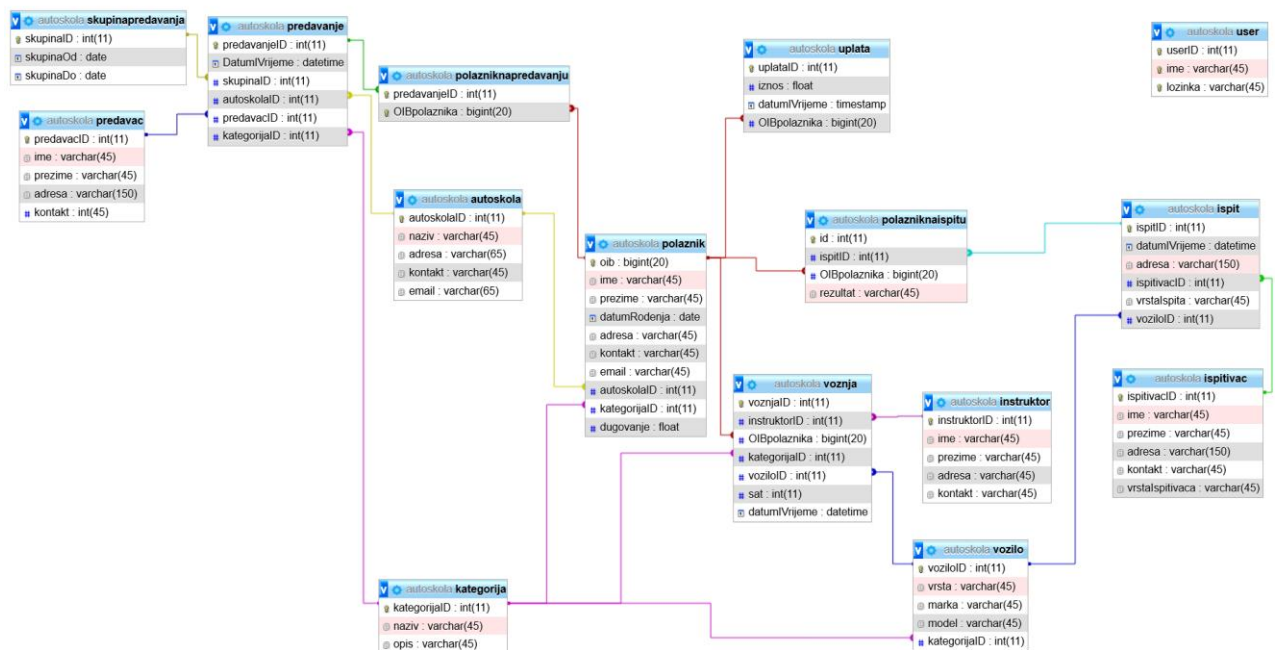 autoskola skupinapredavanja
skupinaID : int(11)
skupinaOd : date
skupinaDo : date
autoskola predavanje
predavanjeID : int(11)
DatumIVrijeme : datetime
skupinaID : int(11)
autoskolaID : int(11)
predavacID : int(11)
kategorijaID : int(11)
autoskola predavac
predavacID : int(11)
ime : varchar(45)
prezime : varchar(45)
adresa : varchar(150)
kontakt : int(45)
autoskola polazniknapredavanju
predavanjeID : int(11)
OIBpolaznika : bigint(20)
autoskola uplata
uplataID : int(11)
iznos : float
datumIVrijeme : timestamp
OIBpolaznika : bigint(20)
autoskola user
userID : int(11)
ime : varchar(45)
lozinka : varchar(45)
autoskola autoskola
autoskolaID : int(11)
naziv : varchar(45)
adresa : varchar(65)
kontakt : varchar(45)
email : varchar(65)
autoskola polaznik
oib : bigint(20)
ime : varchar(45)
prezime : varchar(45)
datumRodenja : date
adresa : varchar(45)
kontakt : varchar(45)
email : varchar(45)
autoskolaID : int(11)
kategorijaID : int(11)
dugovanje : float
autoskola polazniknaispitu
id : int(11)
ispitID : int(11)
OIBpolaznika : bigint(20)
rezultat : varchar(45)
autoskola ispit
ispitID : int(11)
datumIVrijeme : datetime
adresa : varchar(150)
ispitivacID : int(11)
vrstaIspita : varchar(45)
voziloID : int(11)
autoskola voznja
voznjaID : int(11)
instruktorID : int(11)
OIBpolaznika : bigint(20)
kategorijaID : int(11)
voziloID : int(11)
sat : int(11)
datumIVrijeme : datetime
autoskola instruktor
instruktorID : int(11)
ime : varchar(45)
prezime : varchar(45)
adresa : varchar(45)
kontakt : varchar(45)
autoskola ispitivac
ispitivacID : int(11)
ime : varchar(45)
prezime : varchar(45)
adresa : varchar(150)
kontakt : varchar(45)
vrstaIspitivaca : varchar(45)
autoskola vozilo
voziloID : int(11)
vrsta : varchar(45)
marka : varchar(45)
model : varchar(45)
kategorijaID : int(11)
autoskola kategorija
kategorijaID : int(11)
naziv : varchar(45)
opis : varchar(45)